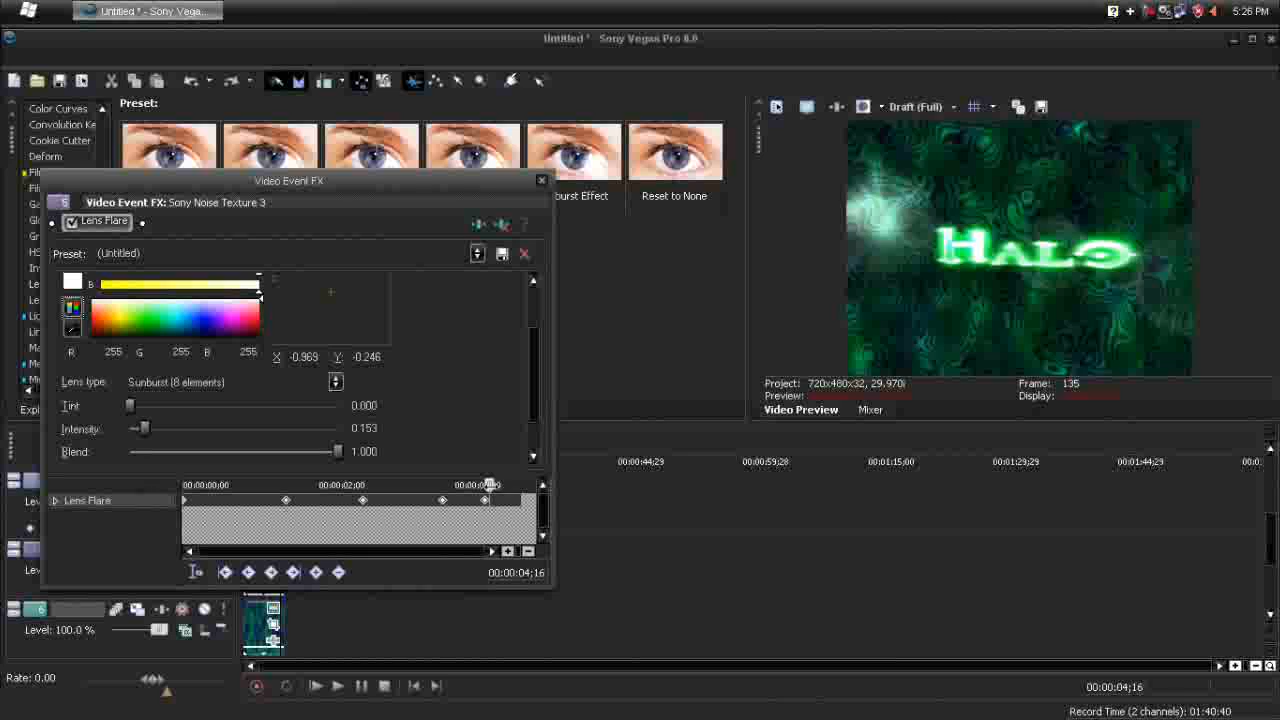 Untitled * - Sony Vega...
5:26 PM
Untitled * - Sony Vegas Pro 8.0
Color Curves
Convolution Ke
Cookie Cutter
Deform
Preset:
Draft (Full)
Video Event FX
Video Event FX: Sony Noise Texture 3
Lens Flare
Preset: (Untitled)
burst Effect
Reset to None
HALO
B
R 255 G 255 B 255
X -0.969 Y -0.246
Lens type: Sunburst (8 elements)
Tint 0.000
Intensity: 0.153
Blend: 1.000
Project: 720x480x32, 29.970i
Frame: 135
Preview:
Display:
Video Preview
Mixer
00:00:44;29
00:00:59;28
00:01:15;00
00:01:29;29
00:01:44;29
00:00:00;00
00:00:02;00
Lens Flare
00:00:04;16
6
Level: 100.0 %
Rate: 0.00
00:00:04;16
Record Time (2 channels): 01:40:40